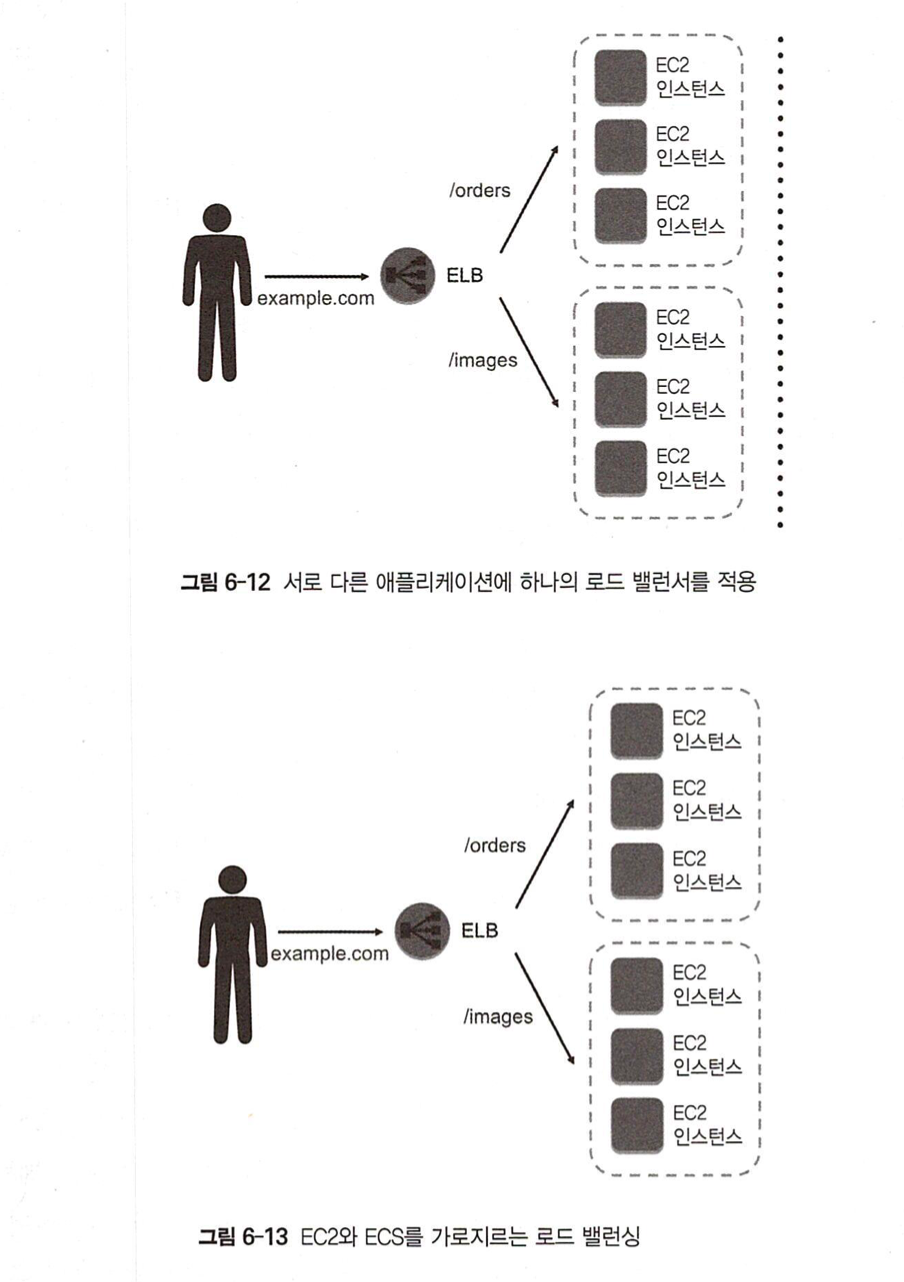 EC2
인스턴스
EC2
인스턴스
EC2
인스턴스
/orders
ELB
example.com
/images
EC2
인스턴스
EC2
인스턴스
EC2
인스턴스
그림 6-12 서로 다른 애플리케이션에 하나의 로드 밸런서를 적용
EC2
인스턴스
EC2
인스턴스
EC2
인스턴스
/orders
ELB
example.com
/images
EC2
인스턴스
EC2
인스턴스
EC2
인스턴스
그림 6-13 EC2와 ECS를 가로지르는 로드 밸런싱